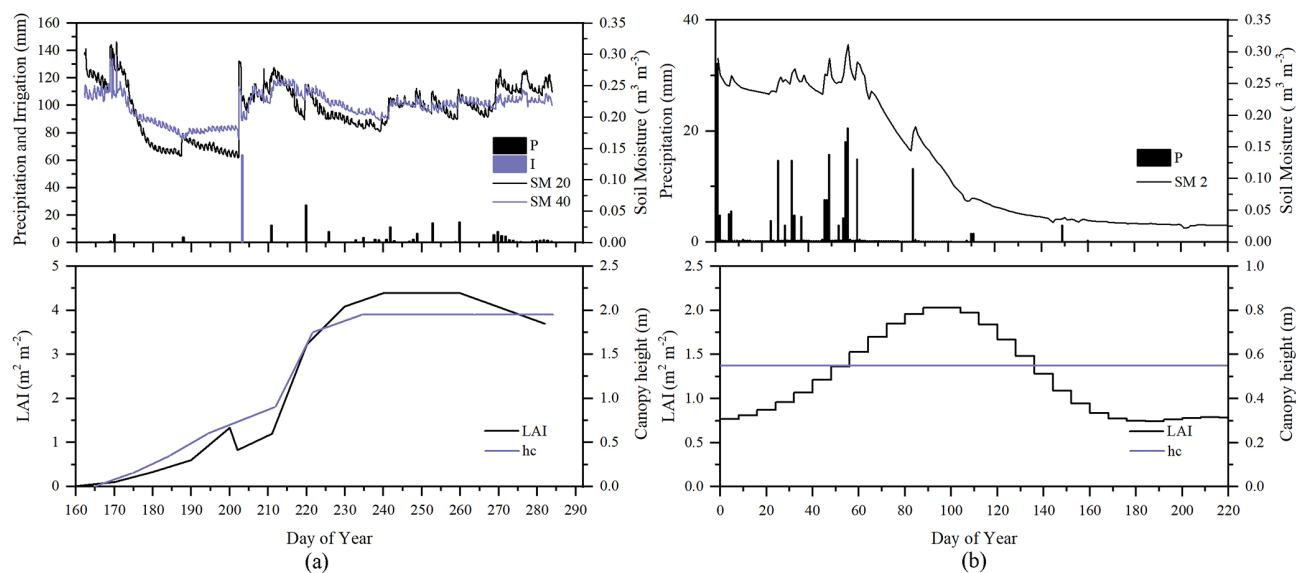 160
140
120
100
80
60
40
20
0
Precipitation and Irrigation (mm)
0.35
0.30
0.25
0.20
0.15
0.10
0.05
0.00
Soil Moisture ( m³ m-³)
P
I
SM 20
SM 40
5
4
3
2
1
0
LAI (m² m-²)
2.5
2.0
1.5
1.0
0.5
0.0
Canopy height (m)
LAI
hc
160 170 180 190 200 210 220 230 240 250 260 270 280 290
Day of Year
(a)
40
20
0
Precipitation (mm)
0.35
0.30
0.25
0.20
0.15
0.10
0.05
0.00
Soil Moisture ( m³ m-³)
P
SM 2
2.5
2.0
1.5
1.0
0.5
0.0
LAI (m² m-²)
1.0
0.8
0.6
0.4
0.2
0.0
Canopy height (m)
LAI
hc
0 20 40 60 80 100 120 140 160 180 200 220
Day of Year
(b)